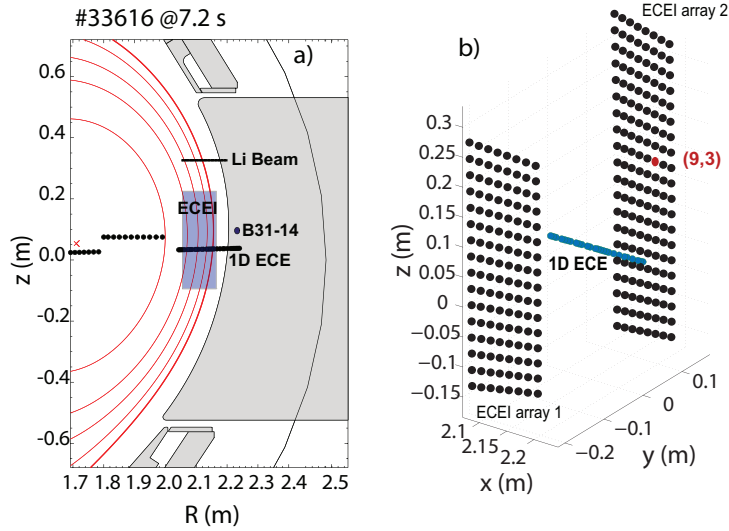 #33616 @7.2 s
a)
0.6
0.4
0.2
0.0
-0.2
-0.4
-0.6
z (m)
Li Beam
ECEI
B31-14
1D ECE
1.7 1.8 1.9 2.0 2.1 2.2 2.3 2.4 2.5
R (m)
b)
ECEI array 2
(9,3)
1D ECE
ECEI array 1
0.3
0.25
0.2
0.15
0.1
0.05
0
−0.05
−0.1
−0.15
z (m)
2.1
2.15
2.2
x (m)
−0.2
−0.1
0
0.1
y (m)